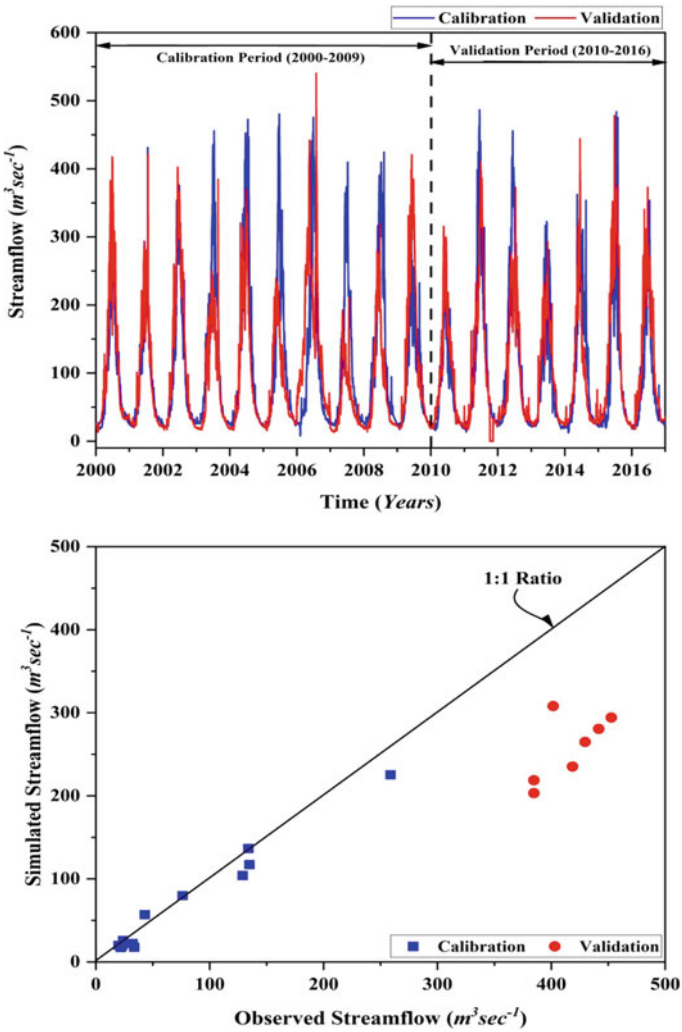 Calibration Validation
600
Calibration Period (2000-2009)
Validation Period (2010-2016)
500
400
300
200
100
0
Streamflow (m³sec⁻¹)
2000 2002 2004 2006 2008 2010 2012 2014 2016
Time (Years)
500
1:1 Ratio
400
300
200
100
0
Simulated Streamflow (m³sec⁻¹)
Calibration Validation
0 100 200 300 400 500
Observed Streamflow (m³sec⁻¹)